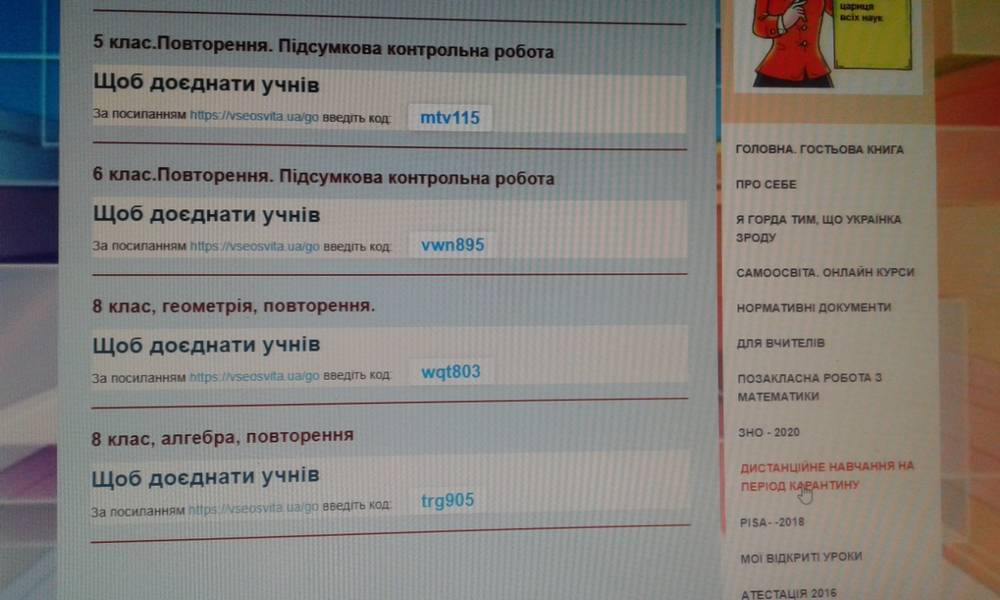 5 клас.Повторення. Підсумкова контрольна робота
Щоб доєднати учнів
За посиланням https://vseosvita.ua/go введіть код: mtv115
6 клас.Повторення. Підсумкова контрольна робота
Щоб доєднати учнів
За посиланням https://vseosvita.ua/go введіть код: vwn895
8 клас, геометрія, повторення.
Щоб доєднати учнів
За посиланням https://vseosvita.ua/go введіть код: wqt803
8 клас, алгебра, повторення
Щоб доєднати учнів
За посиланням https://vseosvita.ua/go введіть код: trg905
цариця
всіх наук
ГОЛОВНА. ГОСТЬОВА КНИГА
ПРО СЕБЕ
Я ГОРДА ТИМ, ЩО УКРАЇНКА
ЗРОДУ
САМООСВІТА. ОНЛАЙН КУРСИ
НОРМАТИВНІ ДОКУМЕНТИ
ДЛЯ ВЧИТЕЛІВ
ПОЗАКЛАСНА РОБОТА З
МАТЕМАТИКИ
ЗНО - 2020
ДИСТАНЦІЙНЕ НАВЧАННЯ НА
ПЕРІОД КАРАНТИНУ
PISA- -2018
МОЇ ВІДКРИТІ УРОКИ
АТЕСТАЦІЯ 2016